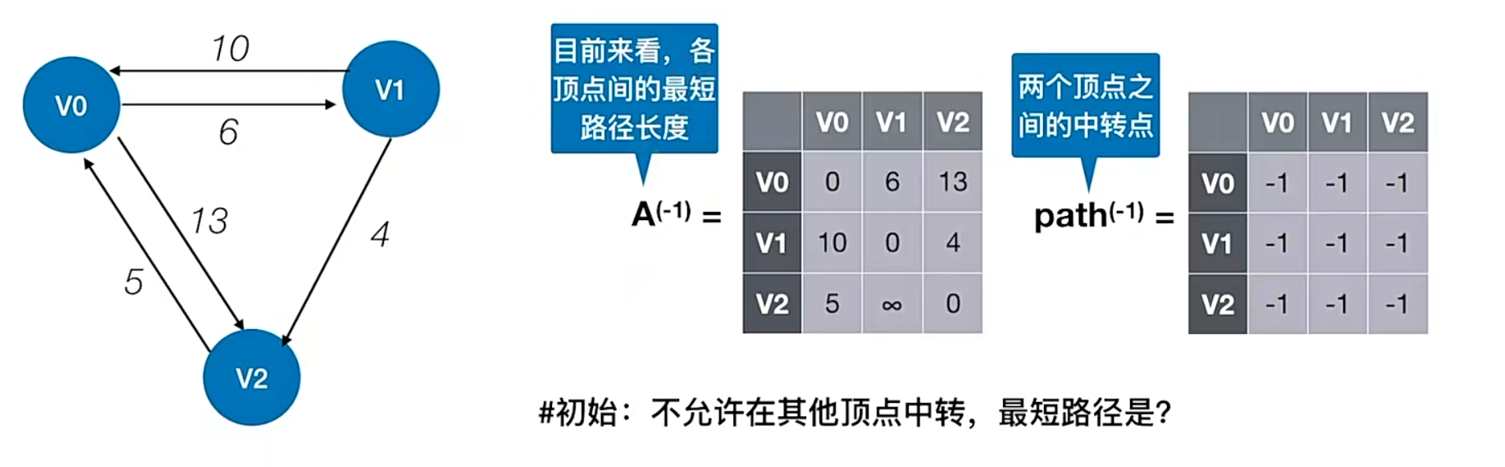 10
V0
V1
6
13
4
5
V2
目前来看，各
顶点间的最短
路径长度
A(-1) =
V0 V1 V2
V0 0 6 13
V1 10 0 4
V2 5 ∞ 0
两个顶点之
间的中转点
path(-1) =
V0 V1 V2
V0 -1 -1 -1
V1 -1 -1 -1
V2 -1 -1 -1
#初始：不允许在其他顶点中转，最短路径是?